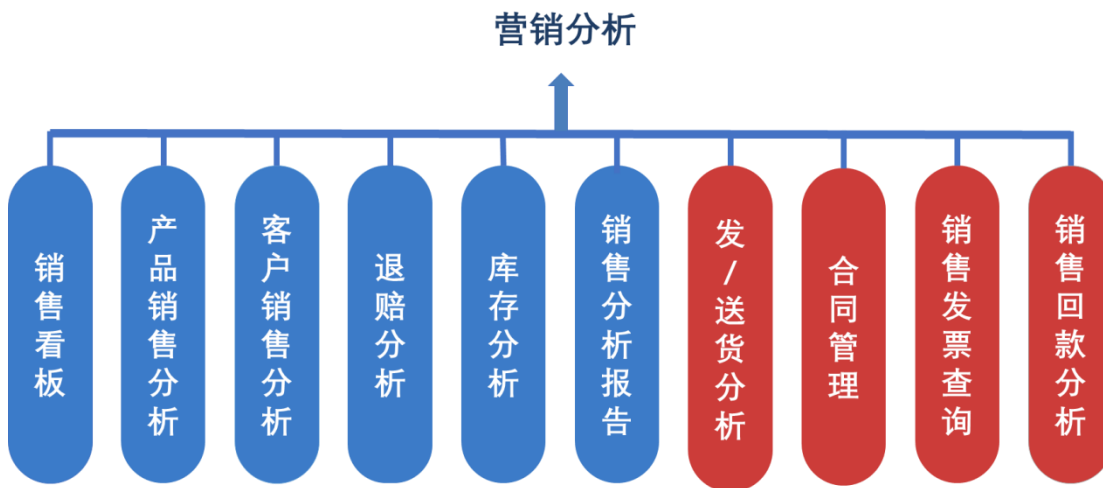 营销分析
销售看板
产品销售分析
客户销售分析
退赔分析
库存分析
销售分析报告
发/送货分析
合同管理
销售发票查询
销售回款分析